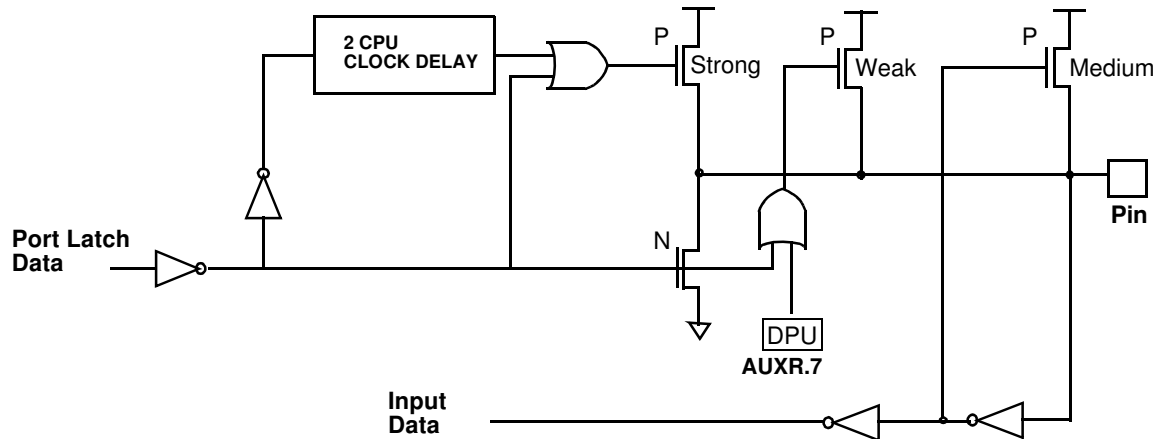 2 CPU
CLOCK DELAY
P
Strong
P
Weak
P
Medium
Pin
Port Latch
Data
N
DPU
AUXR.7
Input
Data